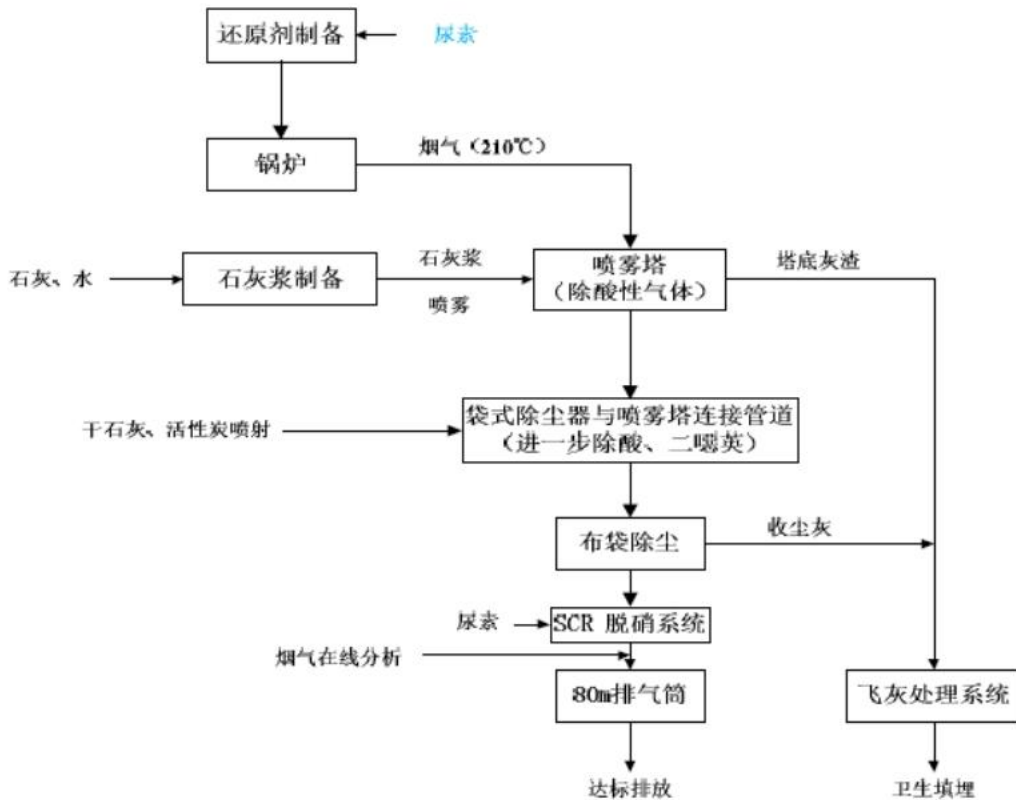 还原剂制备
尿素
锅炉
烟气（210℃）
石灰、水
石灰浆制备
石灰浆
喷雾
喷雾塔
（除酸性气体）
塔底灰渣
干石灰、活性炭喷射
袋式除尘器与喷雾塔连接管道
（进一步除酸、二噁英）
布袋除尘
收尘灰
尿素
SCR 脱硝系统
烟气在线分析
80m排气筒
飞灰处理系统
达标排放
卫生填埋